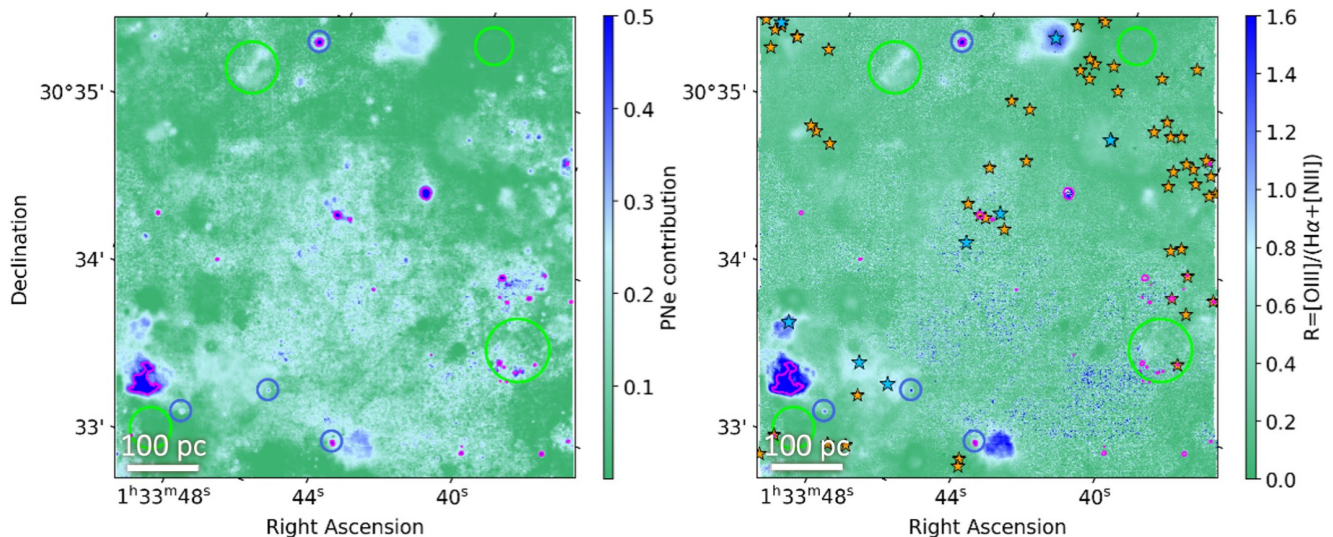 Declination
30°35'
34'
33'
100 pc
1ʰ33ᵐ48ˢ
44ˢ
40ˢ
Right Ascension
0.5
0.4
0.3
0.2
0.1
PNe contribution
30°35'
34'
33'
100 pc
1ʰ33ᵐ48ˢ
44ˢ
40ˢ
Right Ascension
1.6
1.4
1.2
1.0
0.8
0.6
0.4
0.2
0.0
R=[OIII]/(Hα+[NII])